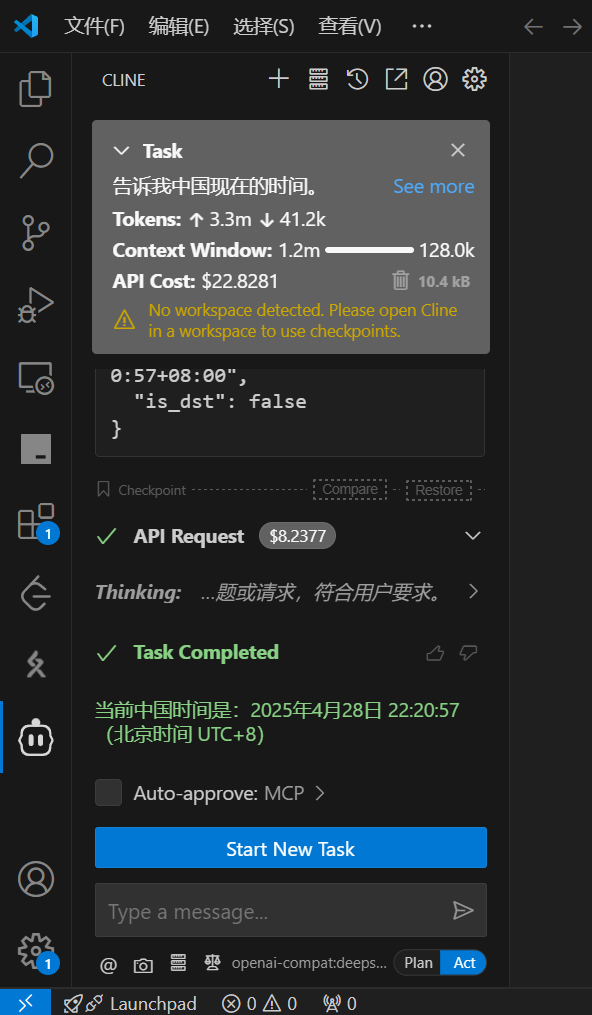 文件(F) 编辑(E) 选择(S) 查看(V) ···
CLINE
Task
告诉我中国现在的时间。 See more
Tokens: ↑ 3.3m ↓ 41.2k
Context Window: 1.2m 128.0k
API Cost: $22.8281 10.4 kB
No workspace detected. Please open Cline
in a workspace to use checkpoints.
0:57+08:00",
"is_dst": false
}
Checkpoint Compare Restore
API Request $8.2377
Thinking: ...题或请求，符合用户要求。
Task Completed
当前中国时间是：2025年4月28日 22:20:57
（北京时间 UTC+8）
Auto-approve: MCP
Start New Task
Type a message...
@ openai-compat:deeps... Plan Act
1
1
Launchpad 0 0 0